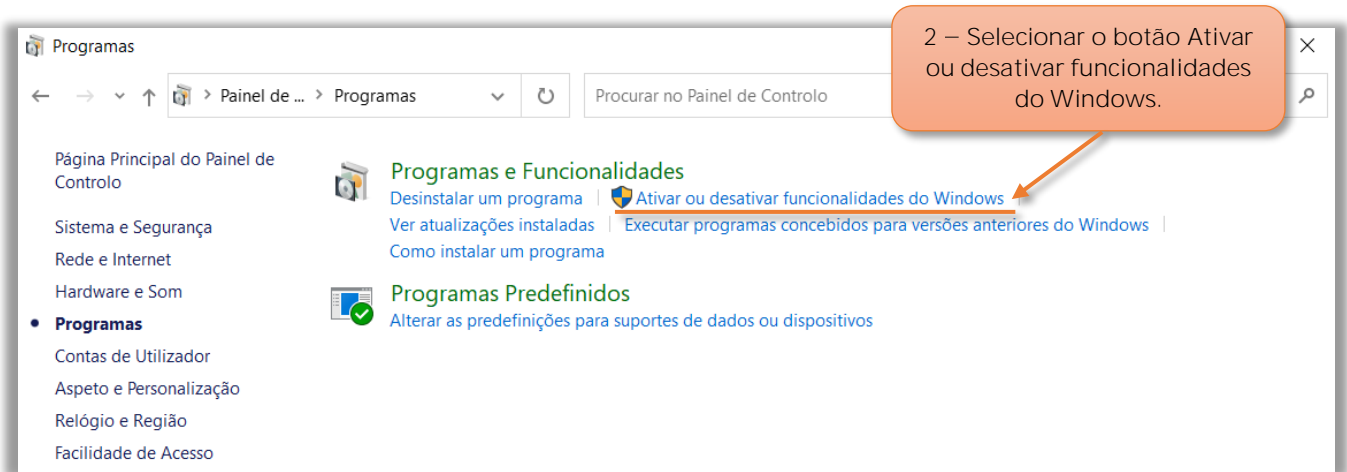 2 – Selecionar o botão Ativar
ou desativar funcionalidades
do Windows.
Programas
Painel de ... > Programas
Procurar no Painel de Controlo
Página Principal do Painel de
Controlo
Sistema e Segurança
Rede e Internet
Hardware e Som
Programas
Contas de Utilizador
Aspeto e Personalização
Relógio e Região
Facilidade de Acesso
Programas e Funcionalidades
Desinstalar um programa | Ativar ou desativar funcionalidades do Windows |
Ver atualizações instaladas | Executar programas concebidos para versões anteriores do Windows |
Como instalar um programa
Programas Predefinidos
Alterar as predefinições para suportes de dados ou dispositivos